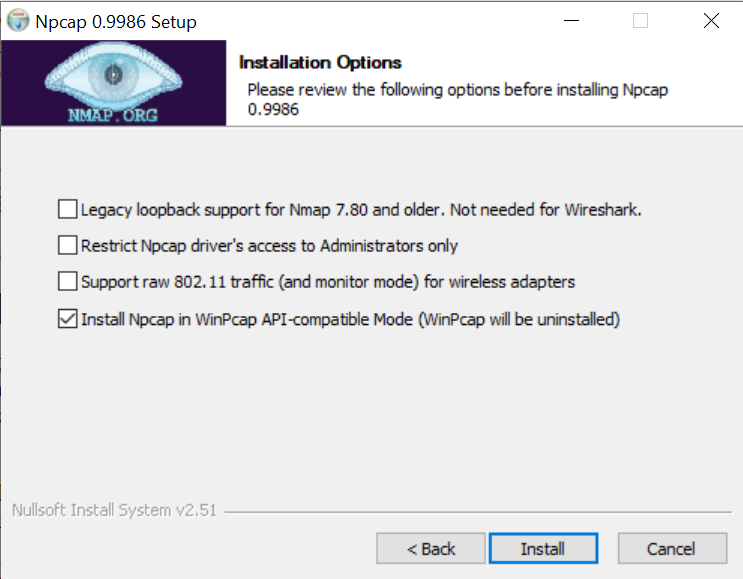 Npcap 0.9986 Setup
NMAP.ORG
Installation Options
Please review the following options before installing Npcap
0.9986
Legacy loopback support for Nmap 7.80 and older. Not needed for Wireshark.
Restrict Npcap driver's access to Administrators only
Support raw 802.11 traffic (and monitor mode) for wireless adapters
Install Npcap in WinPcap API-compatible Mode (WinPcap will be uninstalled)
Nullsoft Install System v2.51
< Back
Install
Cancel